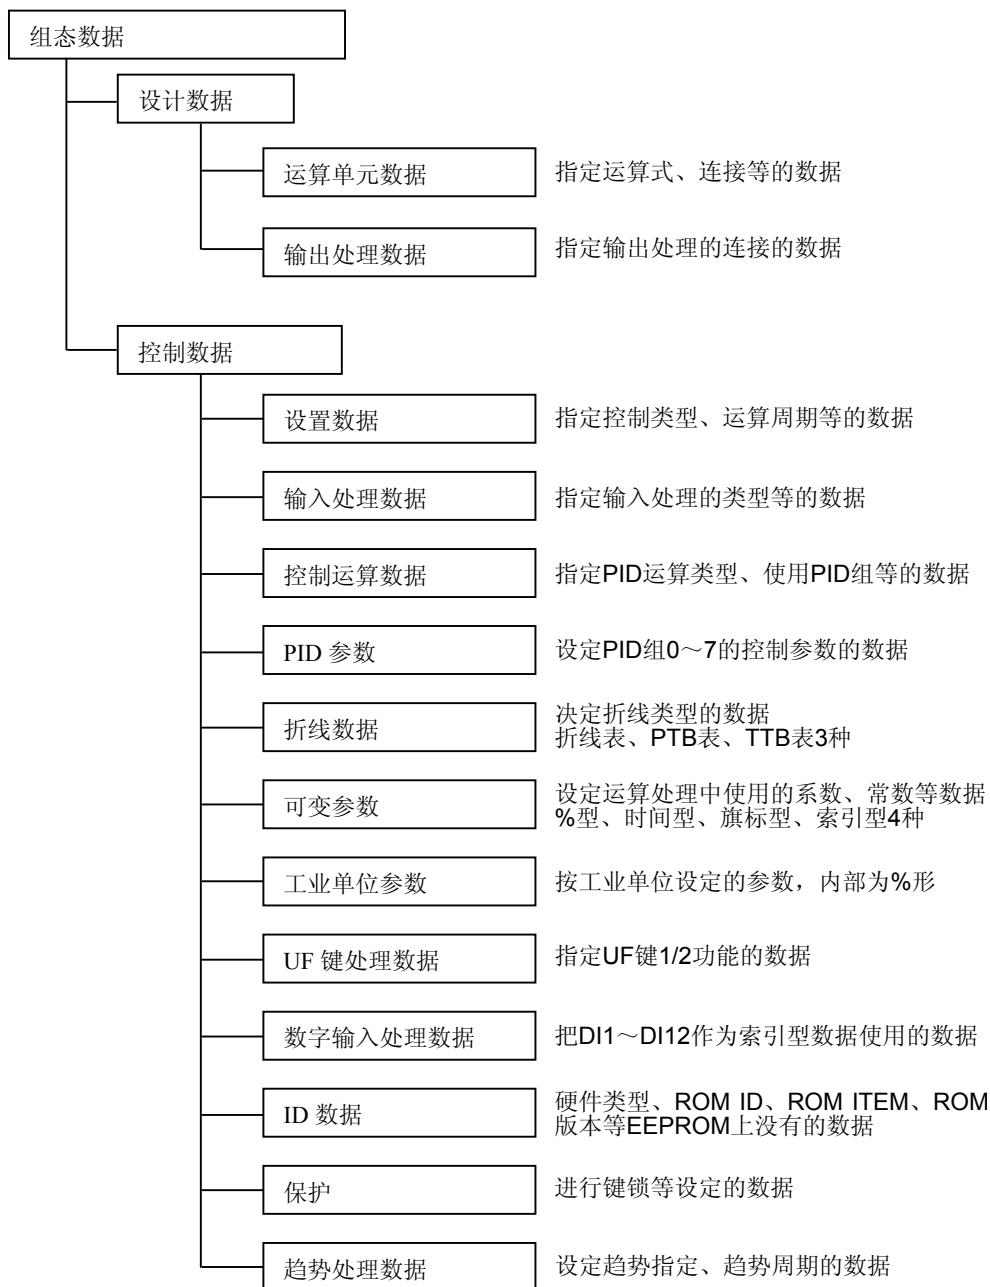 组态数据
设计数据
运算单元数据
指定运算式、连接等的数据
输出处理数据
指定输出处理的连接的数据
控制数据
设置数据
指定控制类型、运算周期等的数据
输入处理数据
指定输入处理的类型等的数据
控制运算数据
指定PID运算类型、使用PID组等的数据
PID 参数
设定PID组0～7的控制参数的数据
折线数据
决定折线类型的数据
折线表、PTB表、TTB表3种
可变参数
设定运算处理中使用的系数、常数等数据
%型、时间型、旗标型、索引型4种
工业单位参数
按工业单位设定的参数，内部为%形
UF 键处理数据
指定UF键1/2功能的数据
数字输入处理数据
把DI1～DI12作为索引型数据使用的数据
ID 数据
硬件类型、ROM ID、ROM ITEM、ROM
版本等EEPROM上没有的数据
保护
进行键锁等设定的数据
趋势处理数据
设定趋势指定、趋势周期的数据